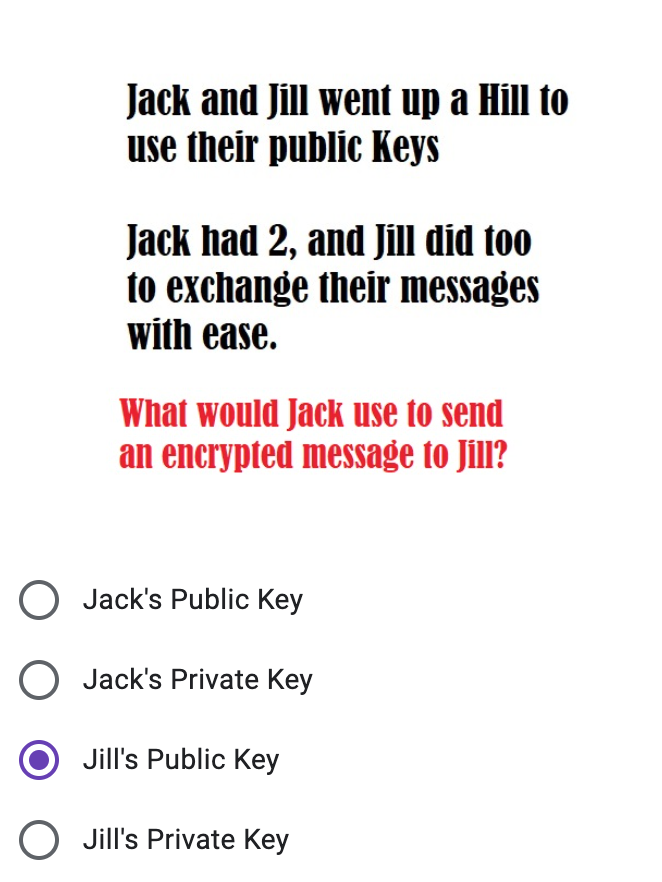 Jack and Jill went up a Hill to
use their public Keys
Jack had 2, and Jill did too
to exchange their messages
with ease.
What would Jack use to send
an encrypted message to Jill?
Jack's Public Key
Jack's Private Key
Jill's Public Key
Jill's Private Key